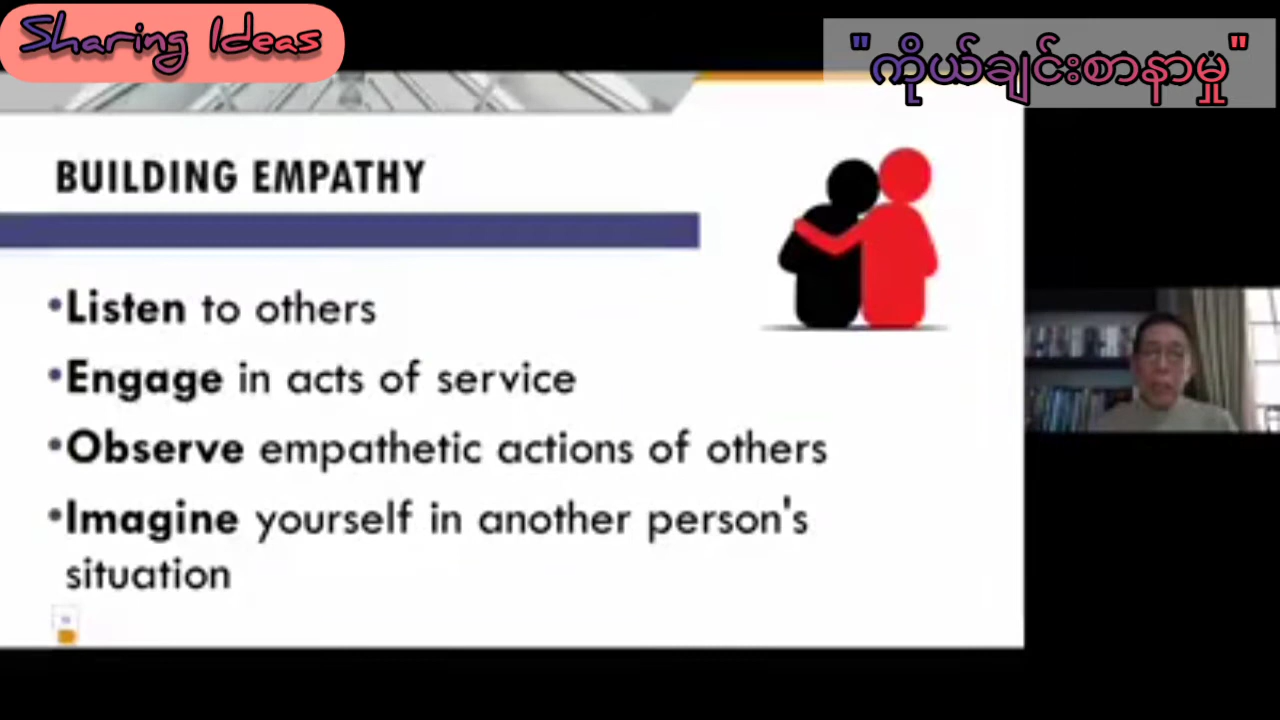 Sharing Ideas
"ကိုယ်ချင်းစာနာမှု"
BUILDING EMPATHY
•Listen to others
•Engage in acts of service
•Observe empathetic actions of others
•Imagine yourself in another person's
situation